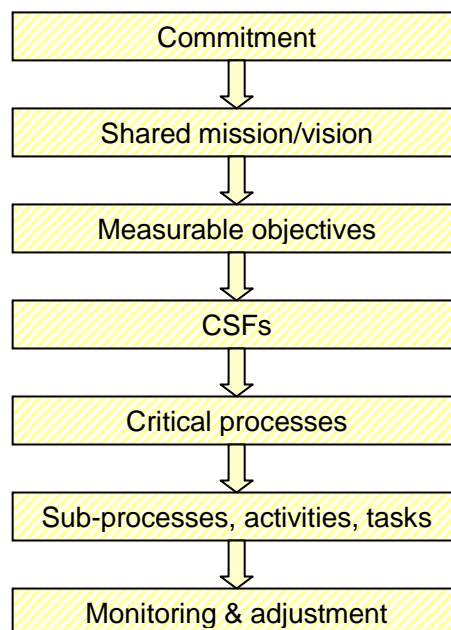 Commitment
Shared mission/vision
Measurable objectives
CSFs
Critical processes
Sub-processes, activities, tasks
Monitoring & adjustment